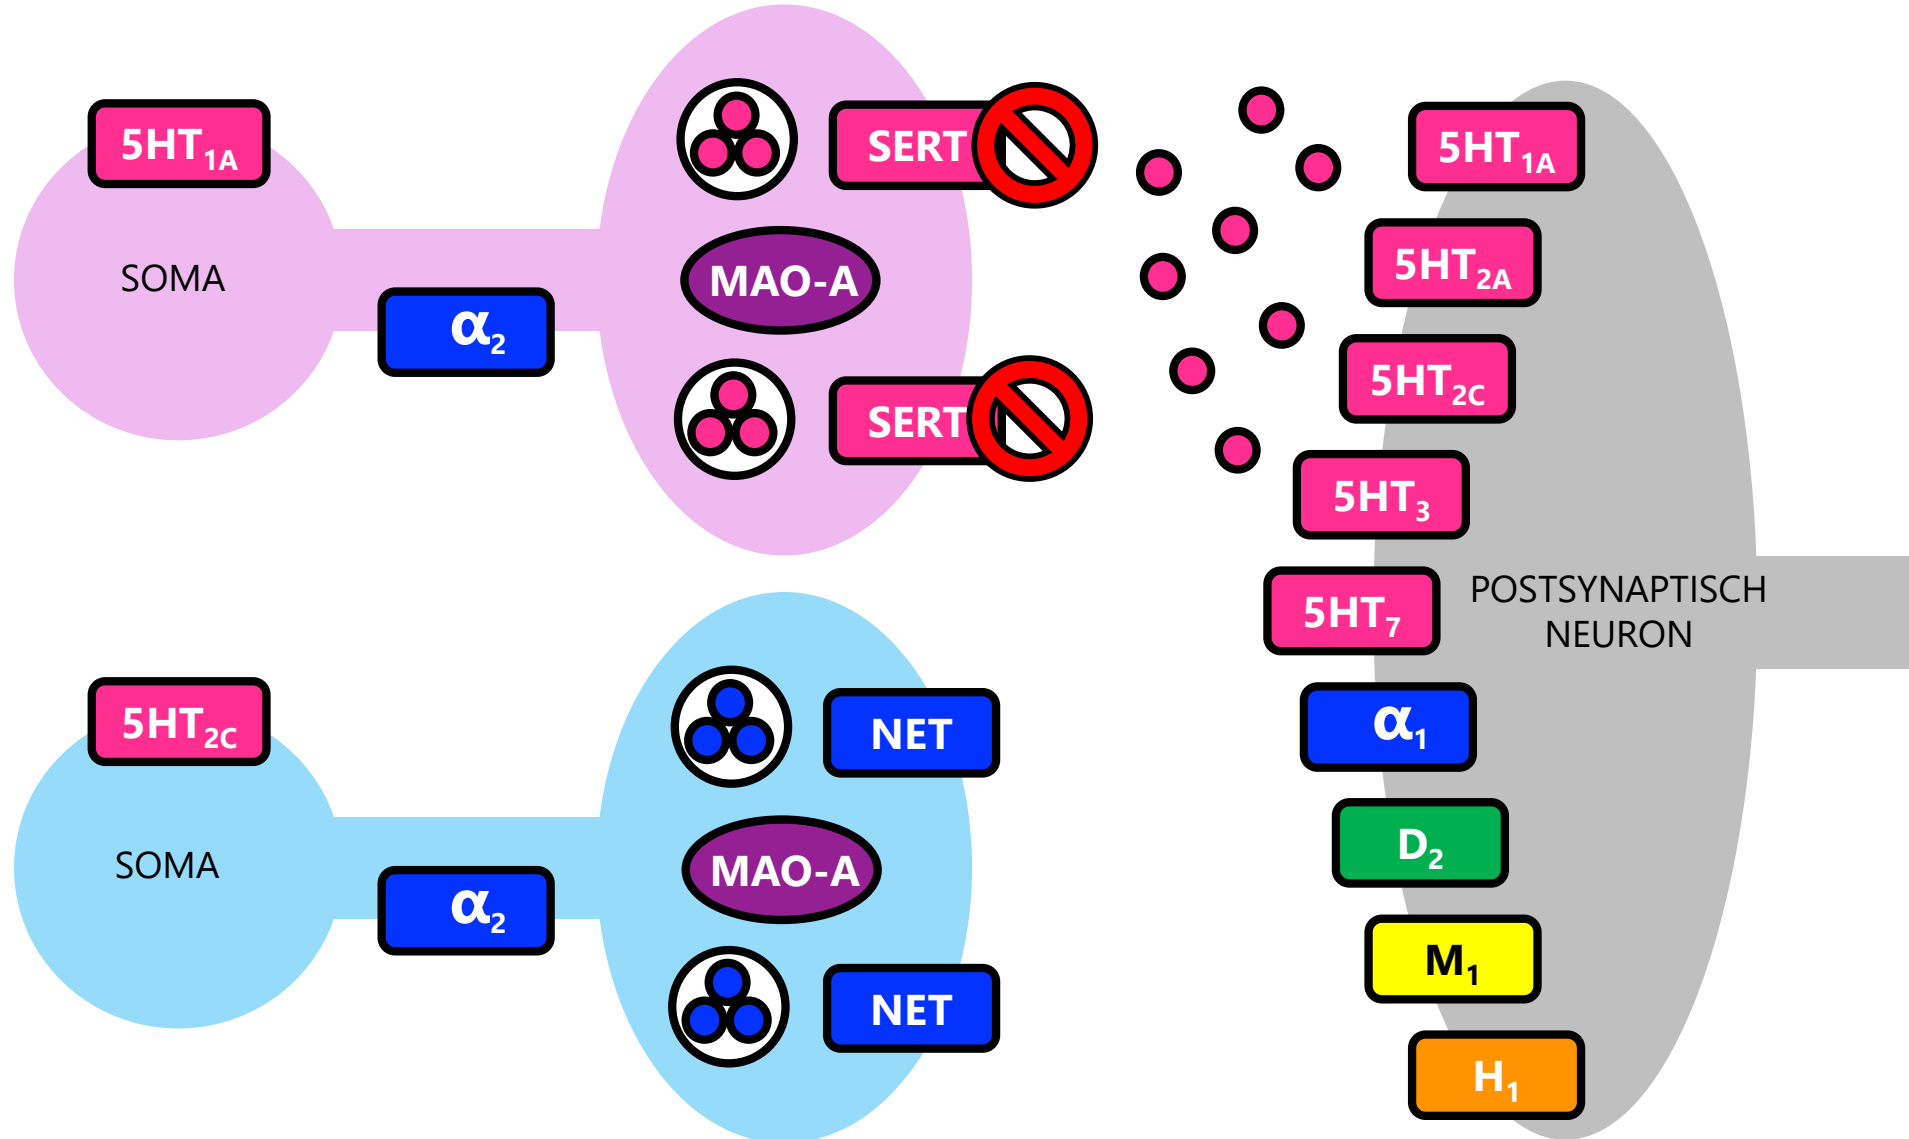 5HT1A
SOMA
α2
SERT
MAO-A
SERT
5HT2C
SOMA
α2
NET
MAO-A
NET
5HT1A
5HT2A
5HT2C
5HT3
5HT7
POSTSYNAPTISCH
NEURON
α1
D2
M1
H1